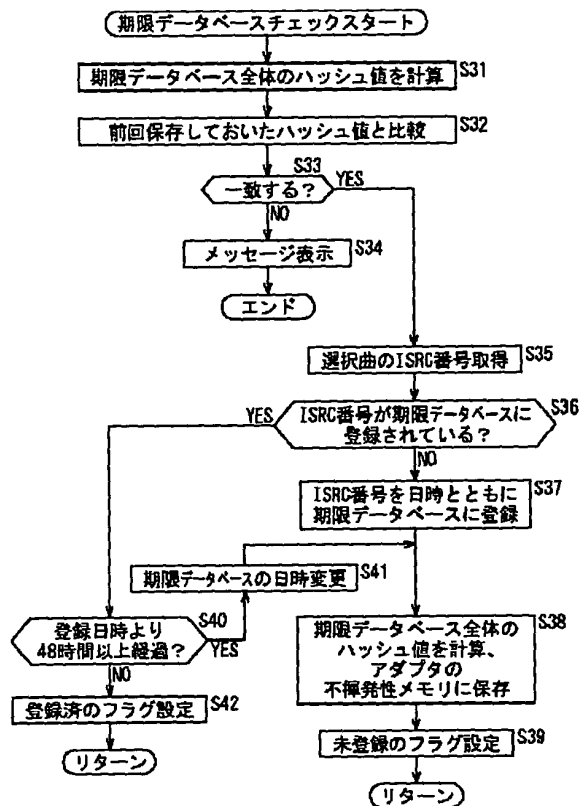 期限データベースチェックスタート
期限データベース全体のハッシュ値を計算 S31
前回保存しておいたハッシュ値と比較 S32
S33
一致する？ YES
NO
メッセージ表示 S34
エンド
選択曲のISRC番号取得 S35
YES ISRC番号が期限データベースに S36
登録されている？
NO
ISRC番号を日時とともに S37
期限データベースに登録
期限データベースの日時変更 S41
登録日時より S40
48時間以上経過？ YES
NO
登録済のフラグ設定 S42
リターン
期限データベース全体の S38
ハッシュ値を計算、
アダプタの
不揮発性メモリに保存
未登録のフラグ設定 S39
リターン